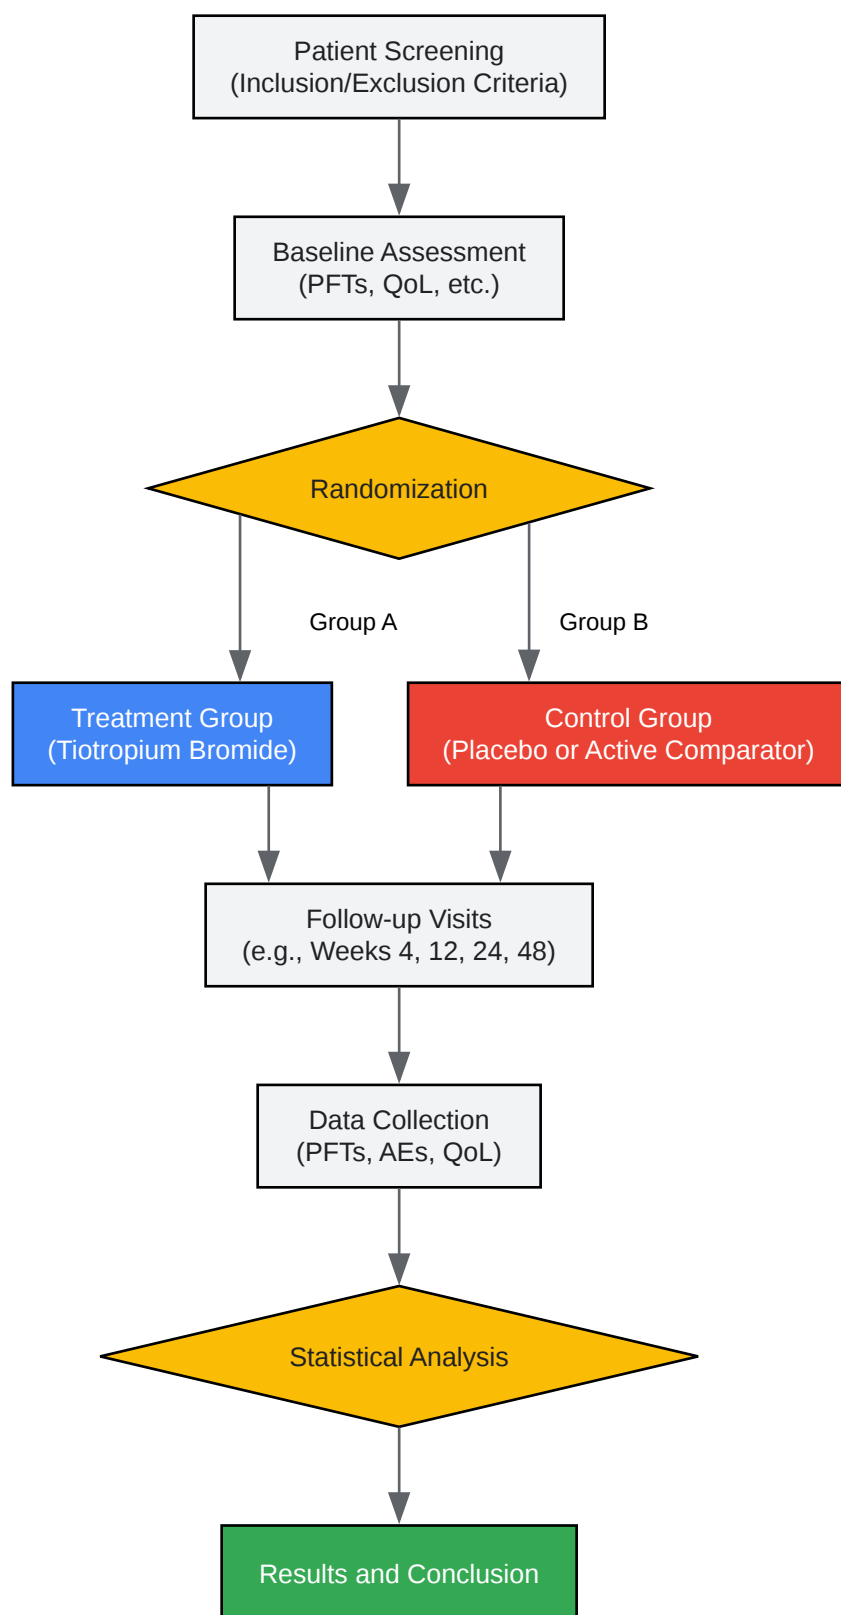 Patient Screening
(Inclusion/Exclusion Criteria)
Baseline Assessment
(PFTs, QoL, etc.)
Randomization
Group A
Group B
Treatment Group
(Tiotropium Bromide)
Control Group
(Placebo or Active Comparator)
Follow-up Visits
(e.g., Weeks 4, 12, 24, 48)
Data Collection
(PFTs, AEs, QoL)
Statistical Analysis
Results and Conclusion